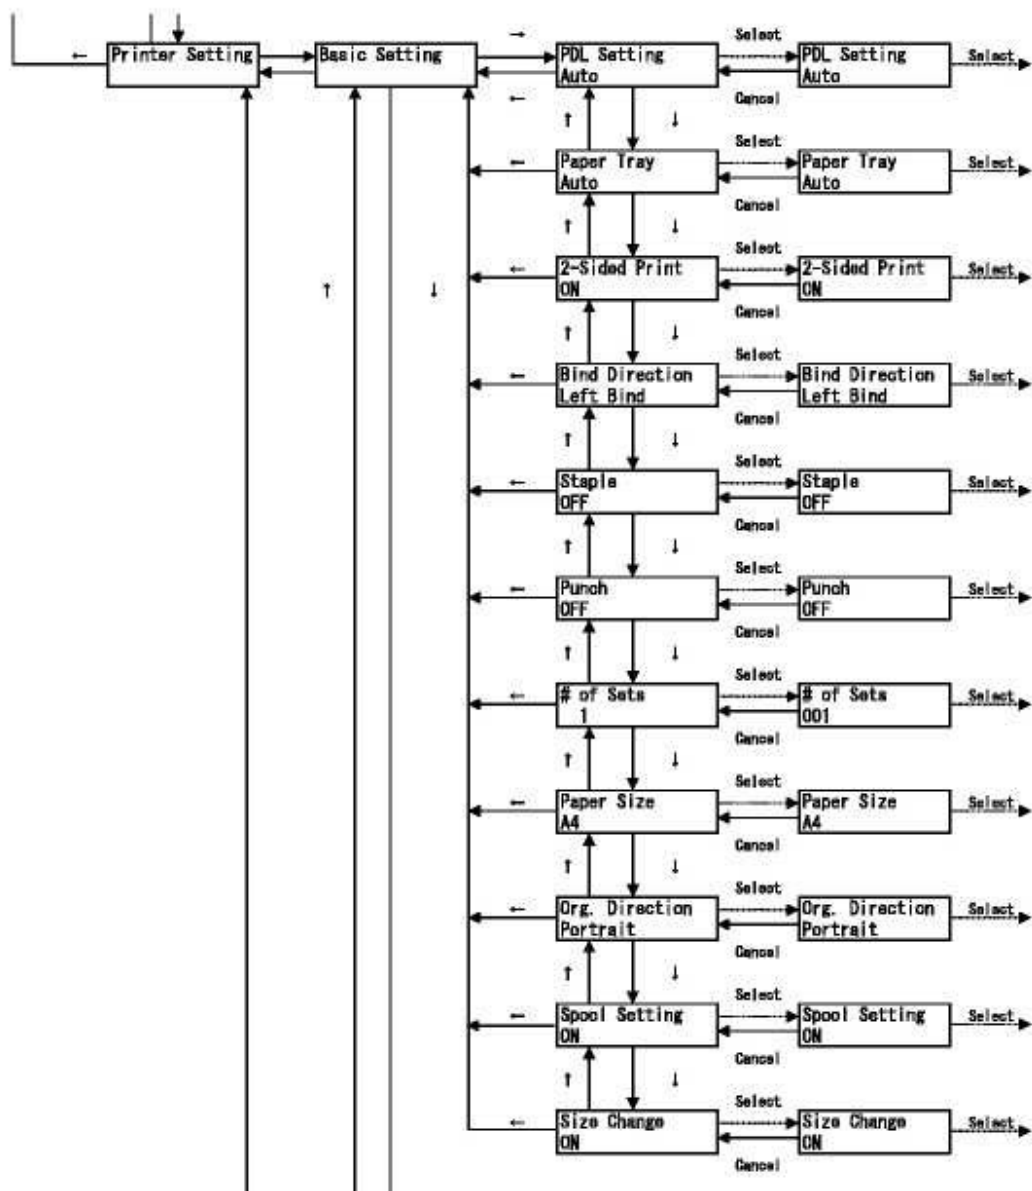 Printer Setting
Basic Setting
→
←
←
PDL Setting
Auto
Select
Cancel
PDL Setting
Auto
Select
↑
↓
←
Paper Tray
Auto
Select
Cancel
Paper Tray
Auto
Select
↑
↓
←
2-Sided Print
ON
Select
Cancel
2-Sided Print
ON
Select
↑
↓
↑
↓
←
Bind Direction
Left Bind
Select
Cancel
Bind Direction
Left Bind
Select
↑
↓
←
Staple
OFF
Select
Cancel
Staple
OFF
Select
↑
↓
←
Punch
OFF
Select
Cancel
Punch
OFF
Select
↑
↓
←
# of Sets
1
Select
Cancel
# of Sets
001
Select
↑
↓
←
Paper Size
A4
Select
Cancel
Paper Size
A4
Select
↑
↓
←
Org. Direction
Portrait
Select
Cancel
Org. Direction
Portrait
Select
↑
↓
←
Spool Setting
ON
Select
Cancel
Spool Setting
ON
Select
↑
↓
←
Size Change
ON
Select
Cancel
Size Change
ON
Select